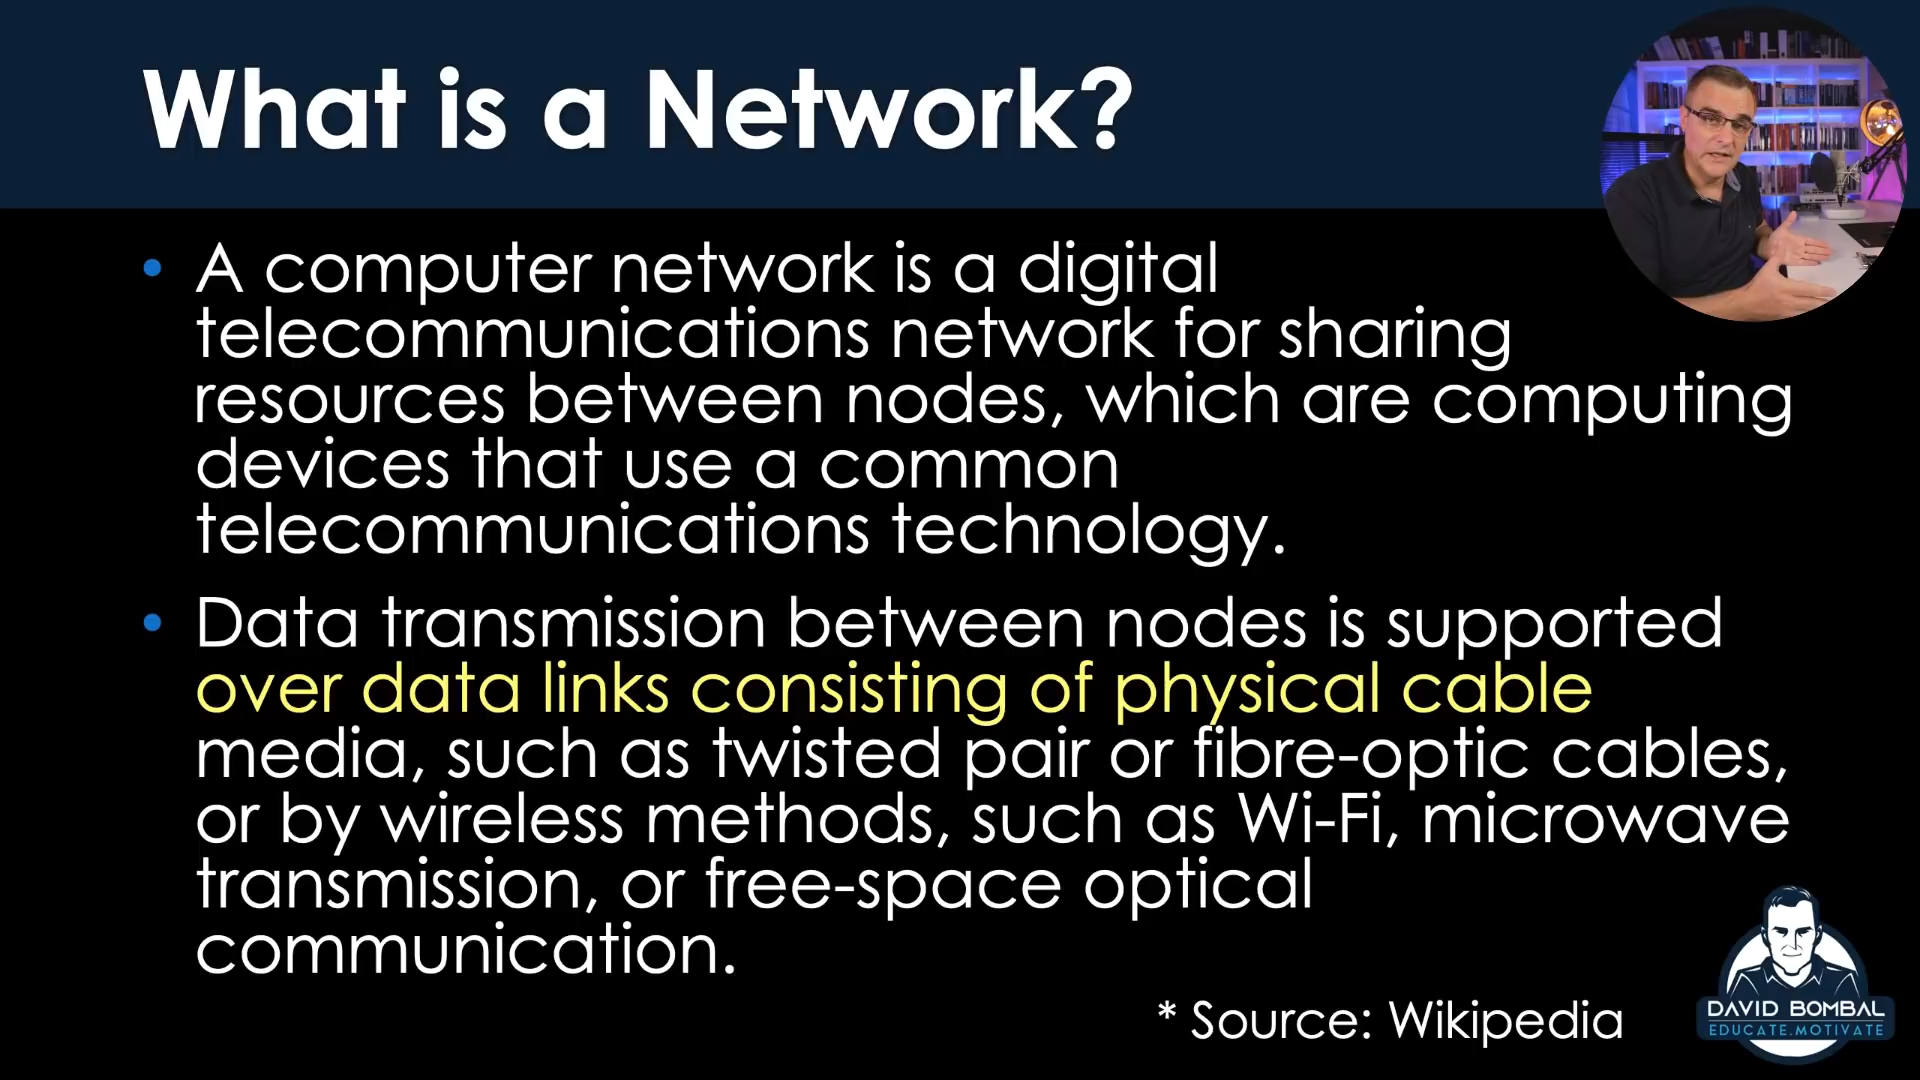 What is a Network?
• A computer network is a digital
telecommunications network for sharing
resources between nodes, which are computing
devices that use a common
telecommunications technology.
• Data transmission between nodes is supported
over data links consisting of physical cable
media, such as twisted pair or fibre-optic cables,
or by wireless methods, such as Wi-Fi, microwave
transmission, or free-space optical
communication.
* Source: Wikipedia
DAVID BOMBAL
EDUCATE.MOTIVATE